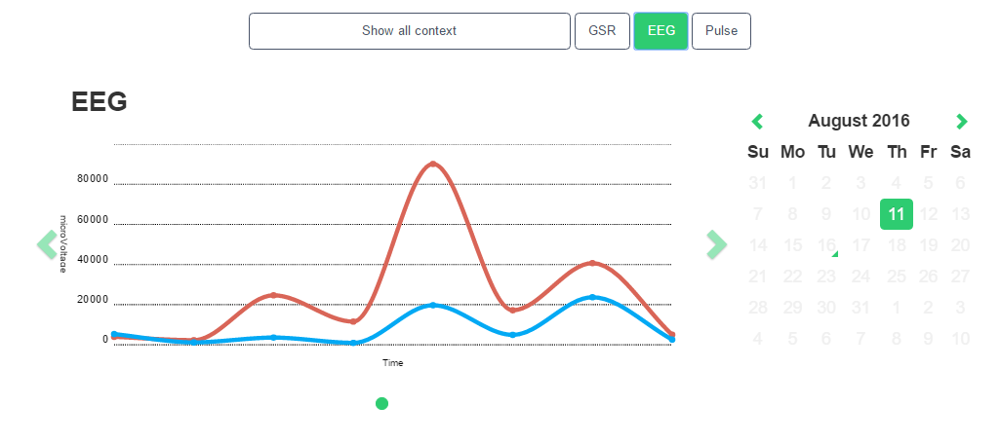 Show all context GSR EEG Pulse
EEG
August 2016
Su Mo Tu We Th Fr Sa
31 1 2 3 4 5 6
7 8 9 10 11 12 13
14 15 16 17 18 19 20
21 22 23 24 25 26 27
28 29 30 31 1 2 3
4 5 6 7 8 9 10
80000
60000
40000
20000
0
microVoltage
Time